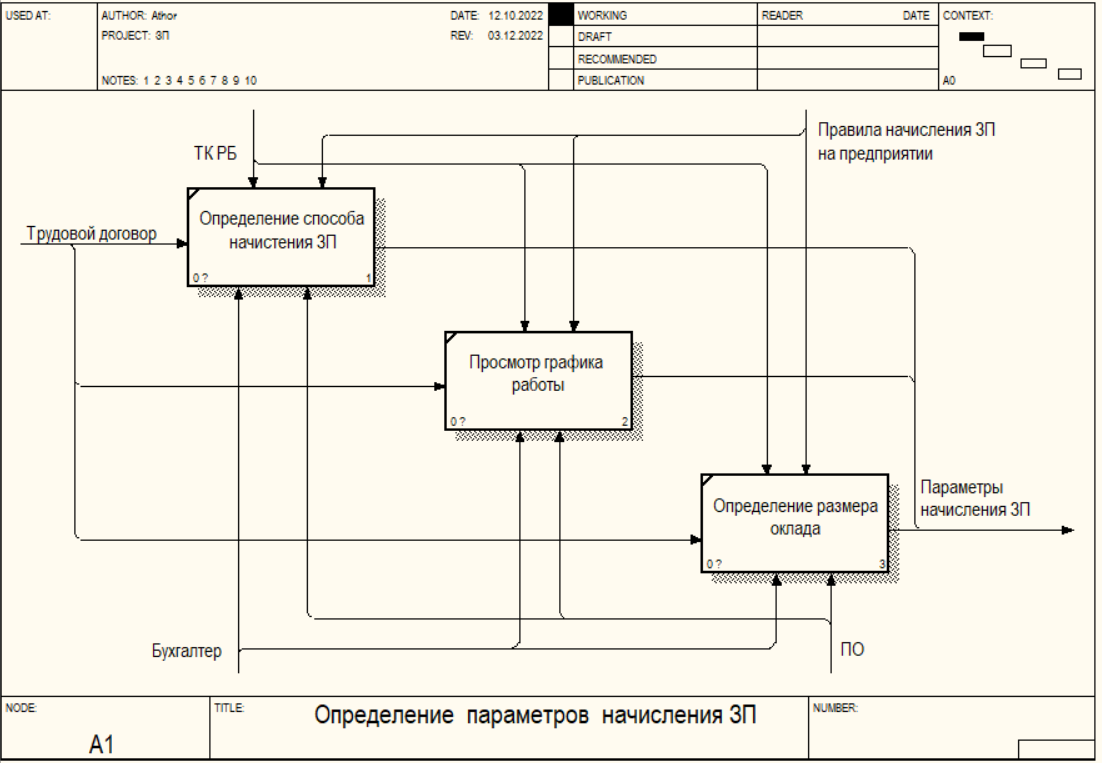 USED AT:
AUTHOR: Athor
DATE: 12.10.2022
WORKING
READER
DATE
CONTEXT:
PROJECT: ЗП
REV: 03.12.2022
DRAFT
RECOMMENDED
NOTES: 1 2 3 4 5 6 7 8 9 10
PUBLICATION
A0
ТК РБ
Правила начисления ЗП
на предприятии
Трудовой договор
Определение способа
начистения ЗП
0 ?
1
Просмотр графика
работы
0 ?
2
Определение размера
оклада
0 ?
3
Параметры
начисления ЗП
Бухгалтер
ПО
NODE:
A1
TITLE:
Определение параметров начисления ЗП
NUMBER: